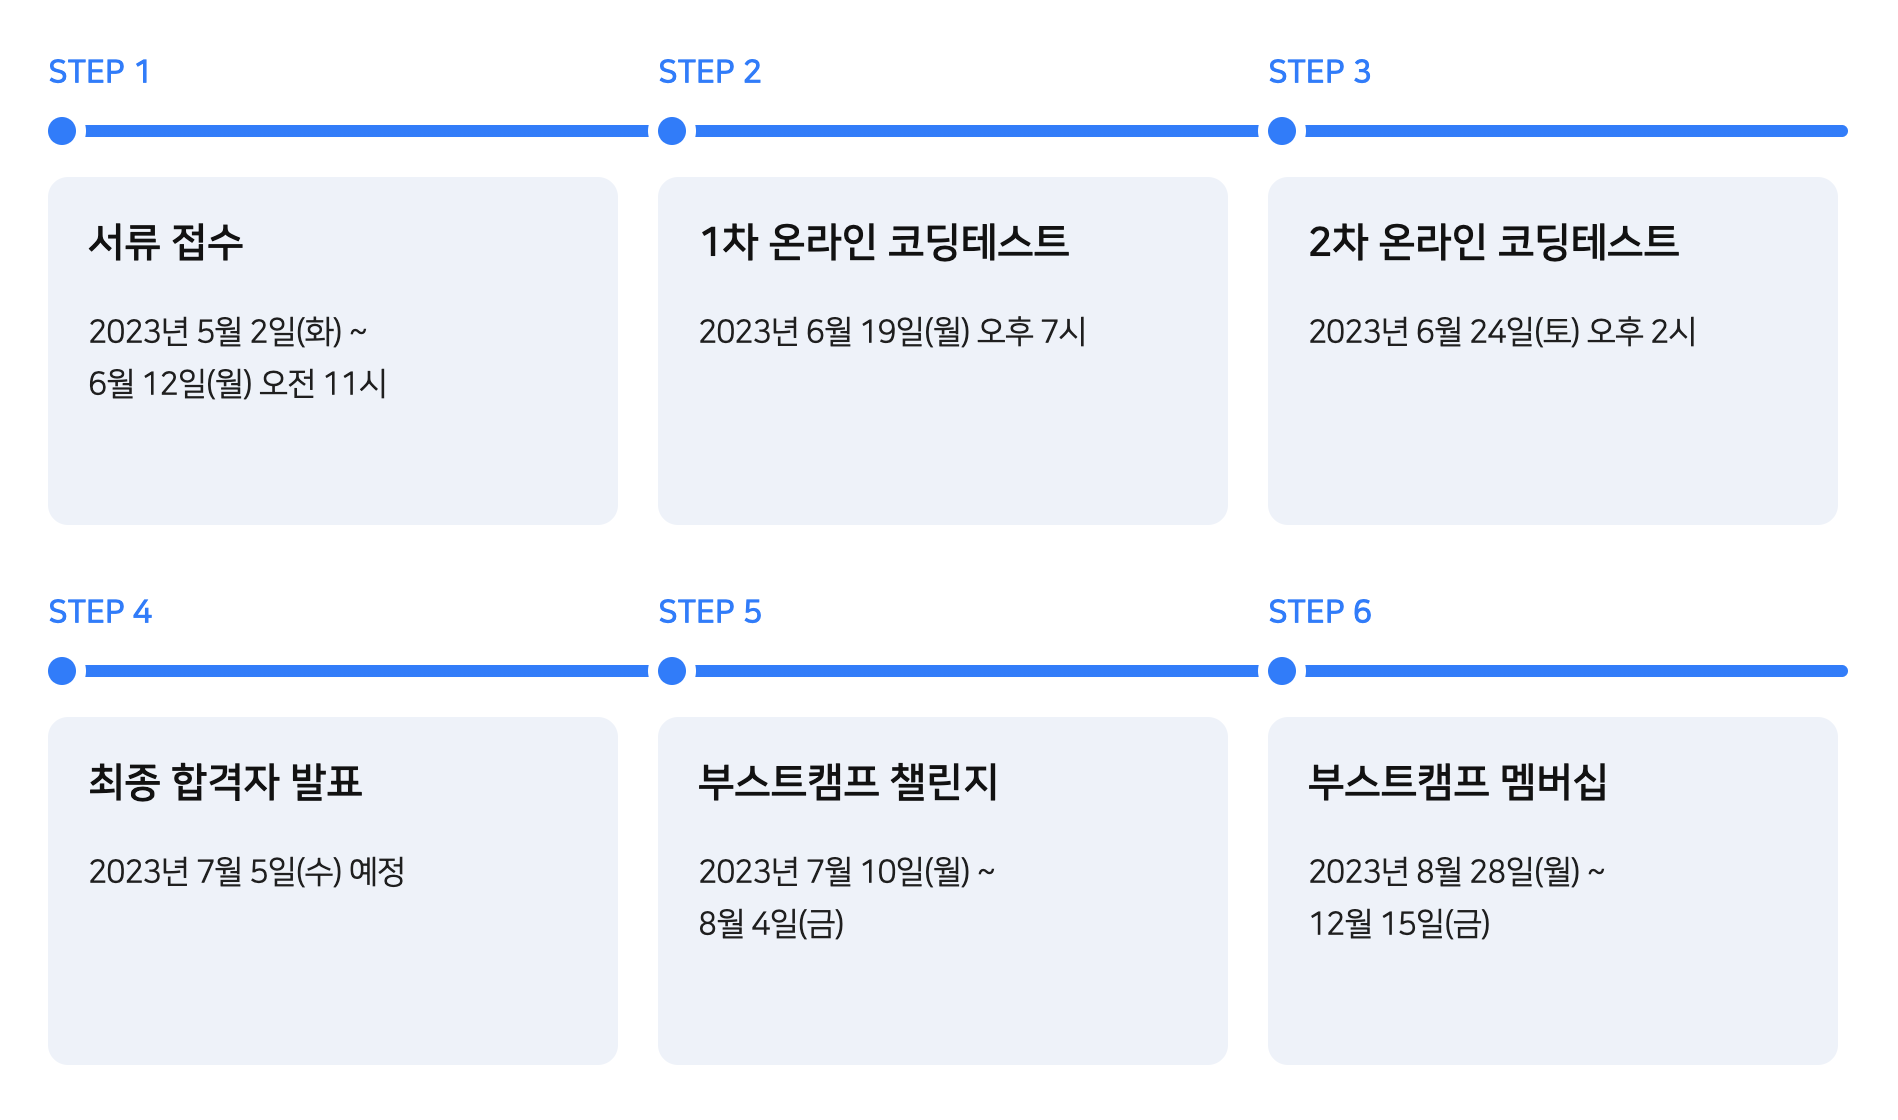 STEP 1
서류 접수
2023년 5월 2일(화) ~
6월 12일(월) 오전 11시
STEP 2
1차 온라인 코딩테스트
2023년 6월 19일(월) 오후 7시
STEP 3
2차 온라인 코딩테스트
2023년 6월 24일(토) 오후 2시
STEP 4
최종 합격자 발표
2023년 7월 5일(수) 예정
STEP 5
부스트캠프 챌린지
2023년 7월 10일(월) ~
8월 4일(금)
STEP 6
부스트캠프 멤버십
2023년 8월 28일(월) ~
12월 15일(금)